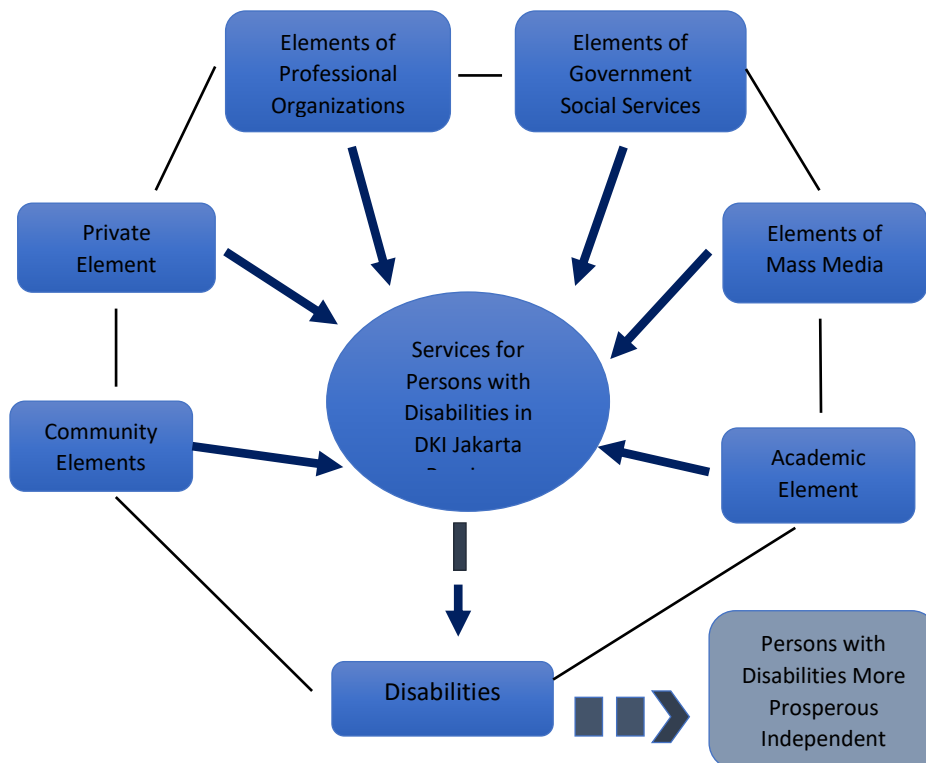 Elements of
Professional
Organizations
Elements of
Government
Social Services
Private
Element
Elements of
Mass Media
Services for
Persons with
Disabilities in
DKI Jakarta
Community
Elements
Academic
Element
Disabilities
Persons with
Disabilities More
Prosperous
Independent